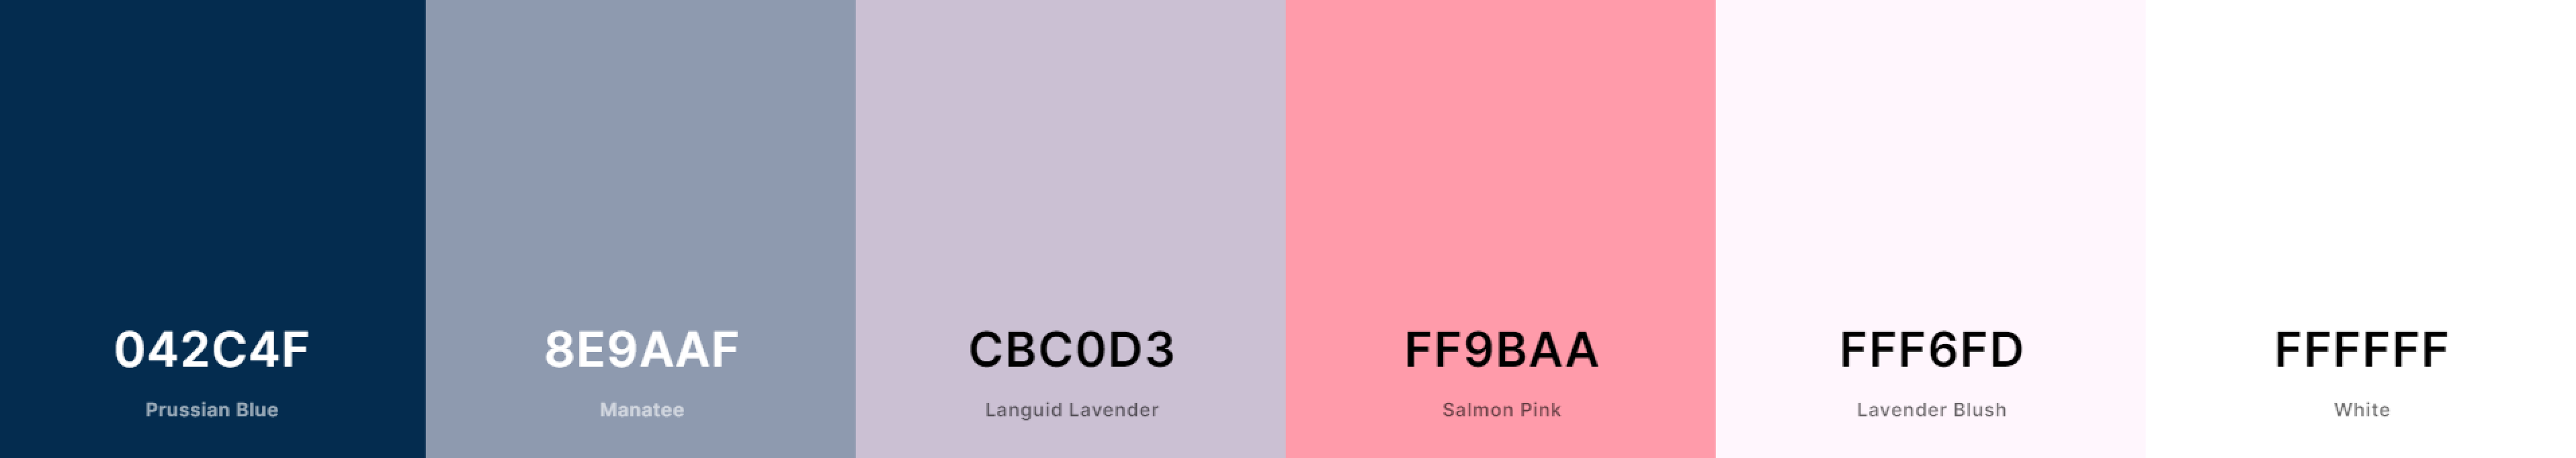 042C4F
Prussian Blue
8E9AAF
Manatee
CBC0D3
Languid Lavender
FF9BAA
Salmon Pink
FFF6FD
Lavender Blush
FFFFFF
White